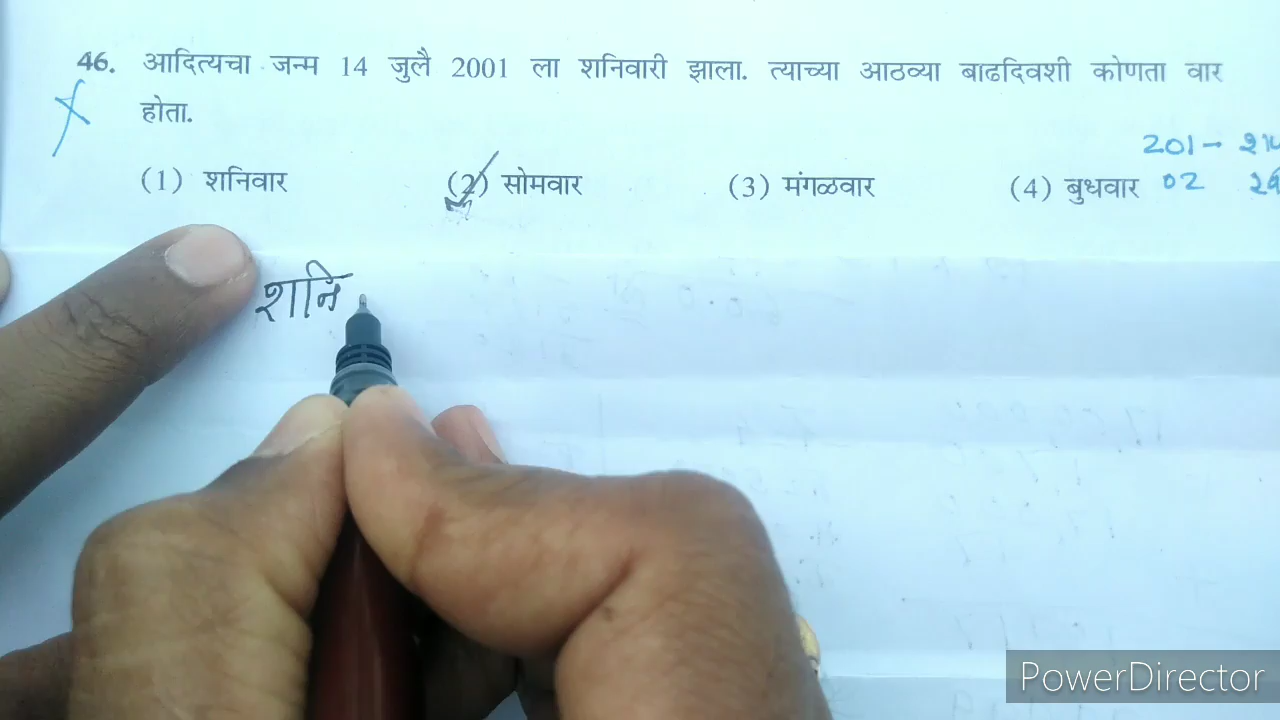 46. आदित्यचा जन्म 14 जुलै 2001 ला शनिवारी झाला. त्याच्या आठव्या बाढदिवशी कोणता वार
होता.
201 -
(1) शनिवार (2) सोमवार (3) मंगळवार (4) बुधवार 02
शनि
PowerDirector